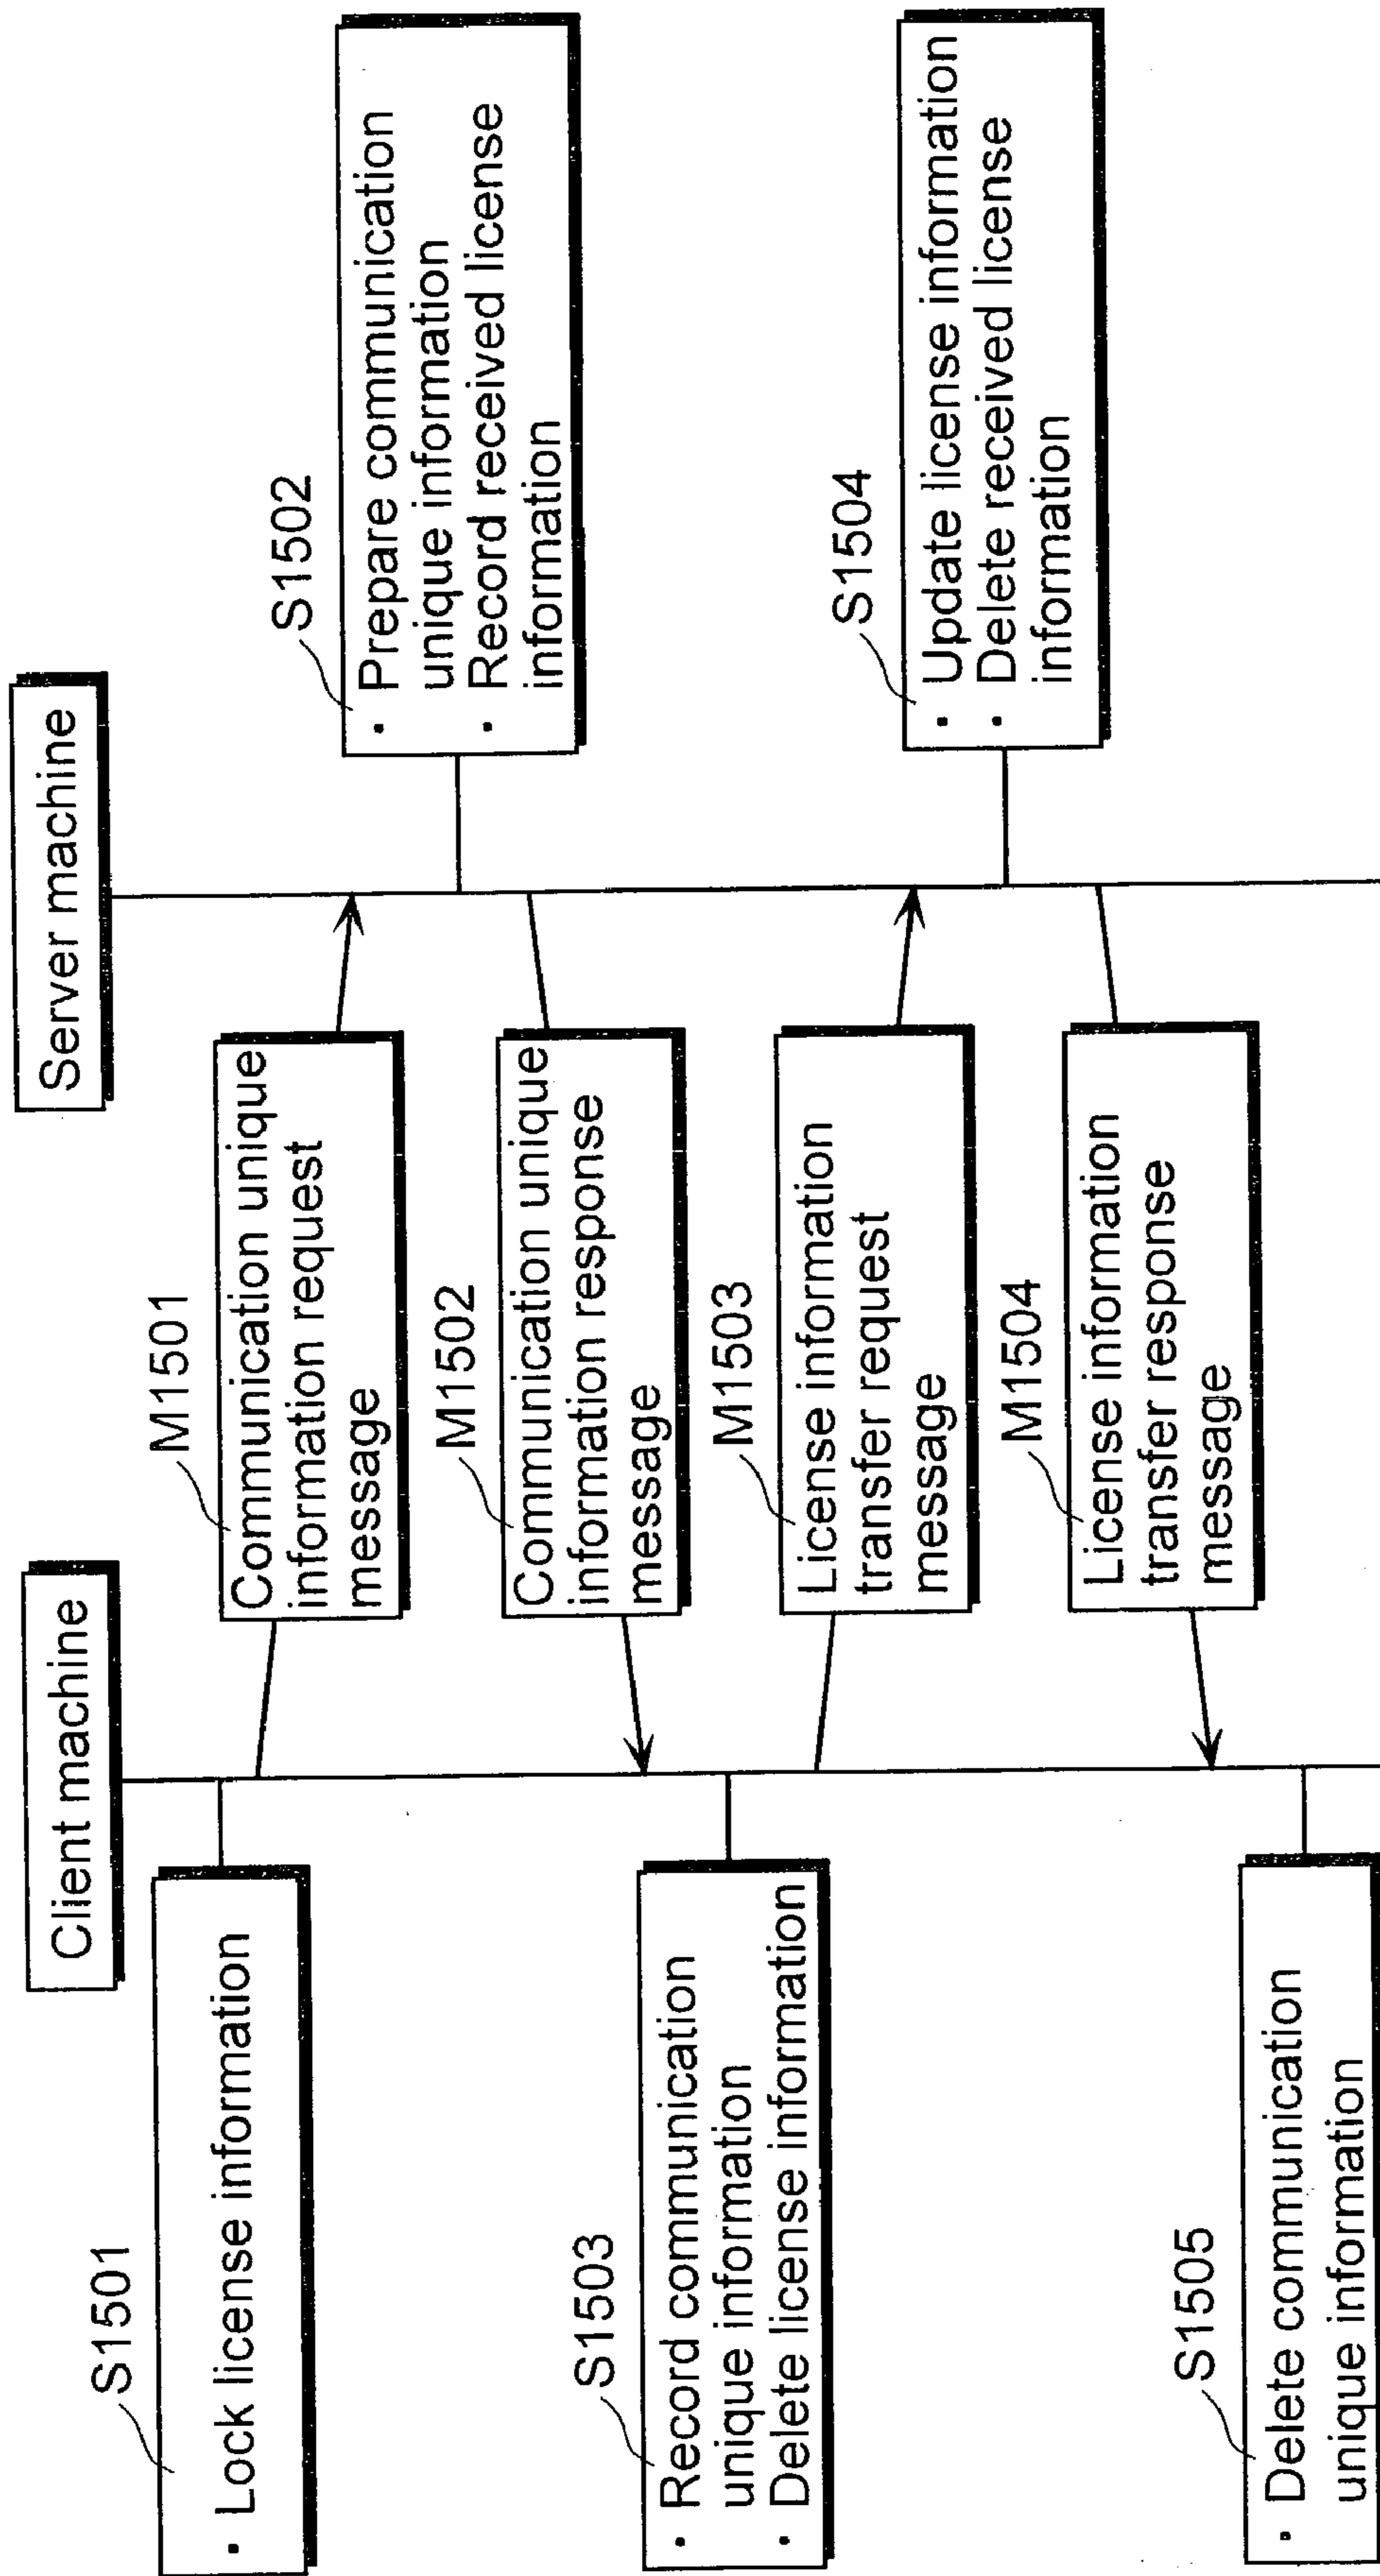 Client machine
Server machine
S1501
• Lock license information
M1501
Communication unique
information request
message
S1502
• Prepare communication
unique information
• Record received license
information
M1502
Communication unique
information response
message
S1503
• Record communication
unique information
• Delete license information
M1503
License information
transfer request
message
S1504
• Update license information
• Delete received license
information
M1504
License information
transfer response
message
S1505
• Delete communication
unique information